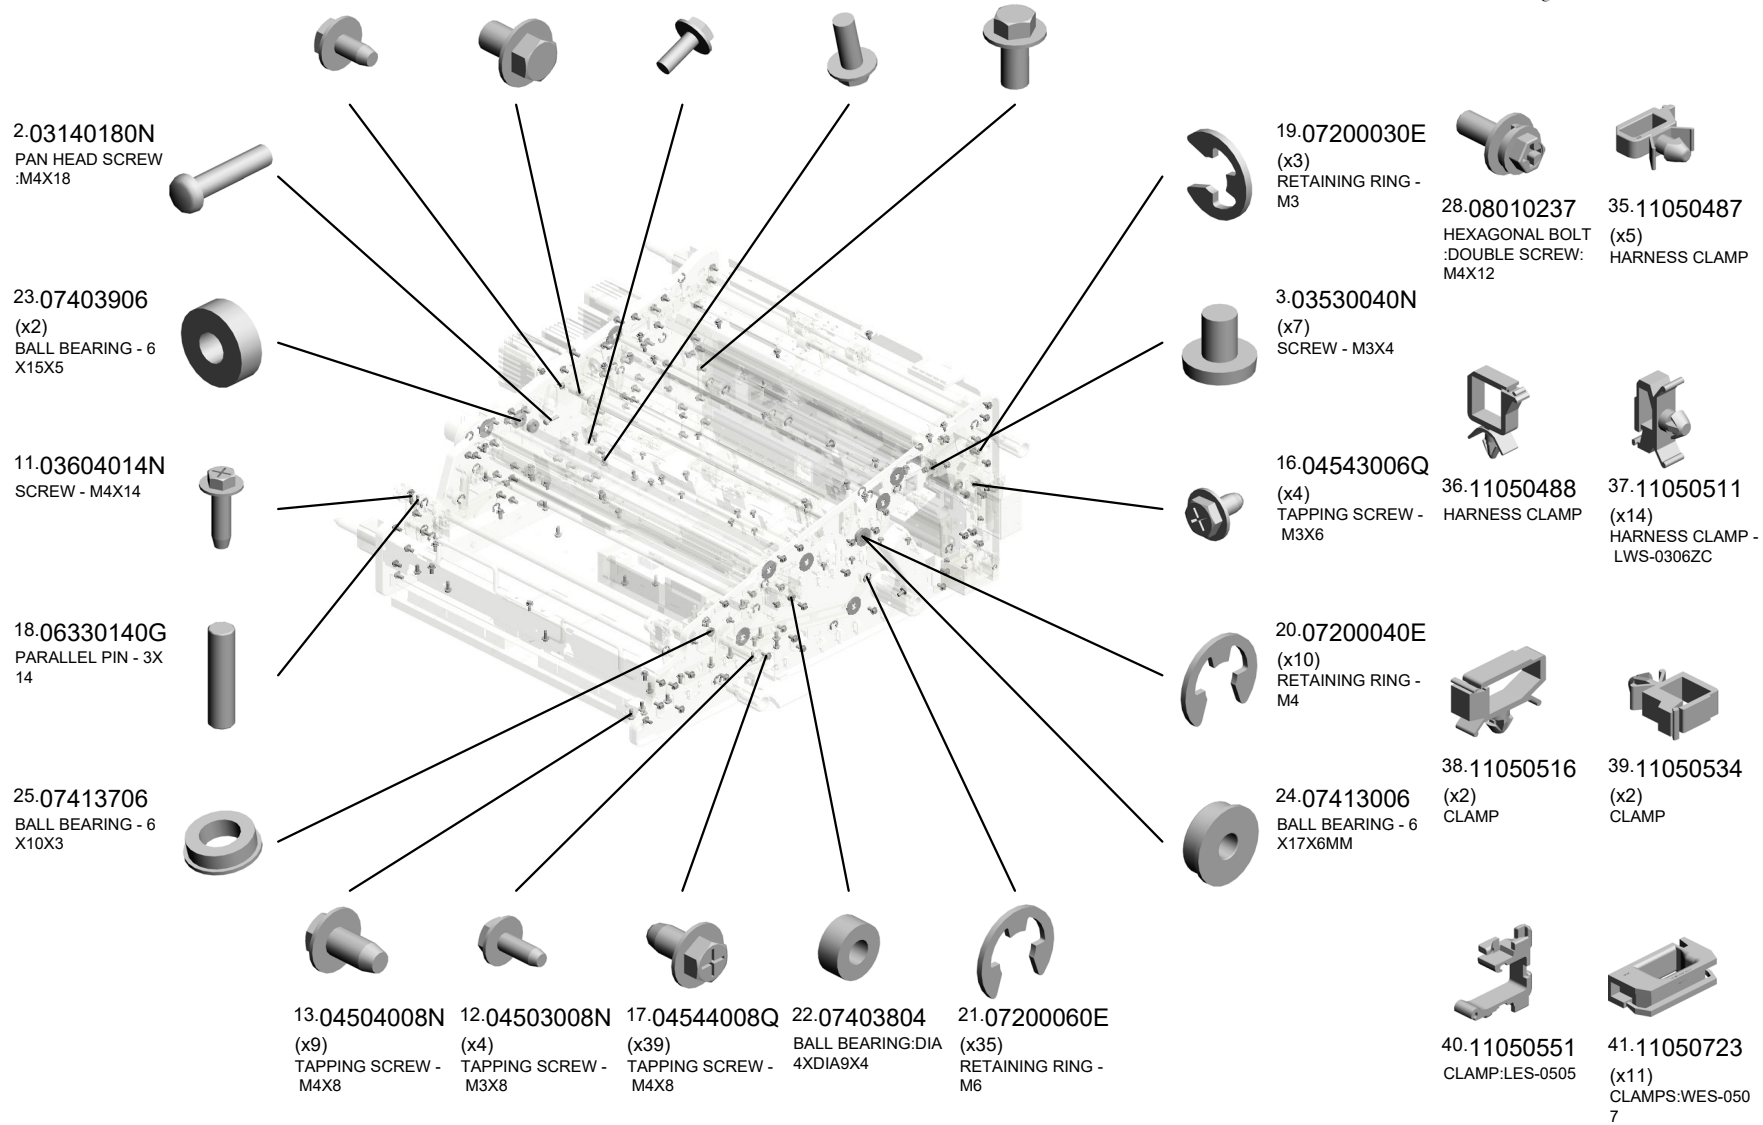 2.03140180N
PAN HEAD SCREW
:M4X18
23.07403906
(x2)
BALL BEARING - 6
X15X5
11.03604014N
SCREW - M4X14
18.06330140G
PARALLEL PIN - 3X
14
25.07413706
BALL BEARING - 6
X10X3
13.04504008N
(x9)
TAPPING SCREW -
M4X8
12.04503008N
(x4)
TAPPING SCREW -
M3X8
17.04544008Q
(x39)
TAPPING SCREW -
M4X8
22.07403804
BALL BEARING:DIA
4XDIA9X4
21.07200060E
(x35)
RETAINING RING -
M6
19.07200030E
(x3)
RETAINING RING -
M3
3.03530040N
(x7)
SCREW - M3X4
16.04543006Q
(x4)
TAPPING SCREW -
M3X6
20.07200040E
(x10)
RETAINING RING -
M4
24.07413006
BALL BEARING - 6
X17X6MM
28.08010237
HEXAGONAL BOLT
:DOUBLE SCREW:
M4X12
35.11050487
(x5)
HARNESS CLAMP
36.11050488
HARNESS CLAMP
37.11050511
(x14)
HARNESS CLAMP -
LWS-0306ZC
38.11050516
(x2)
CLAMP
39.11050534
(x2)
CLAMP
40.11050551
CLAMP:LES-0505
41.11050723
(x11)
CLAMPS:WES-050
7